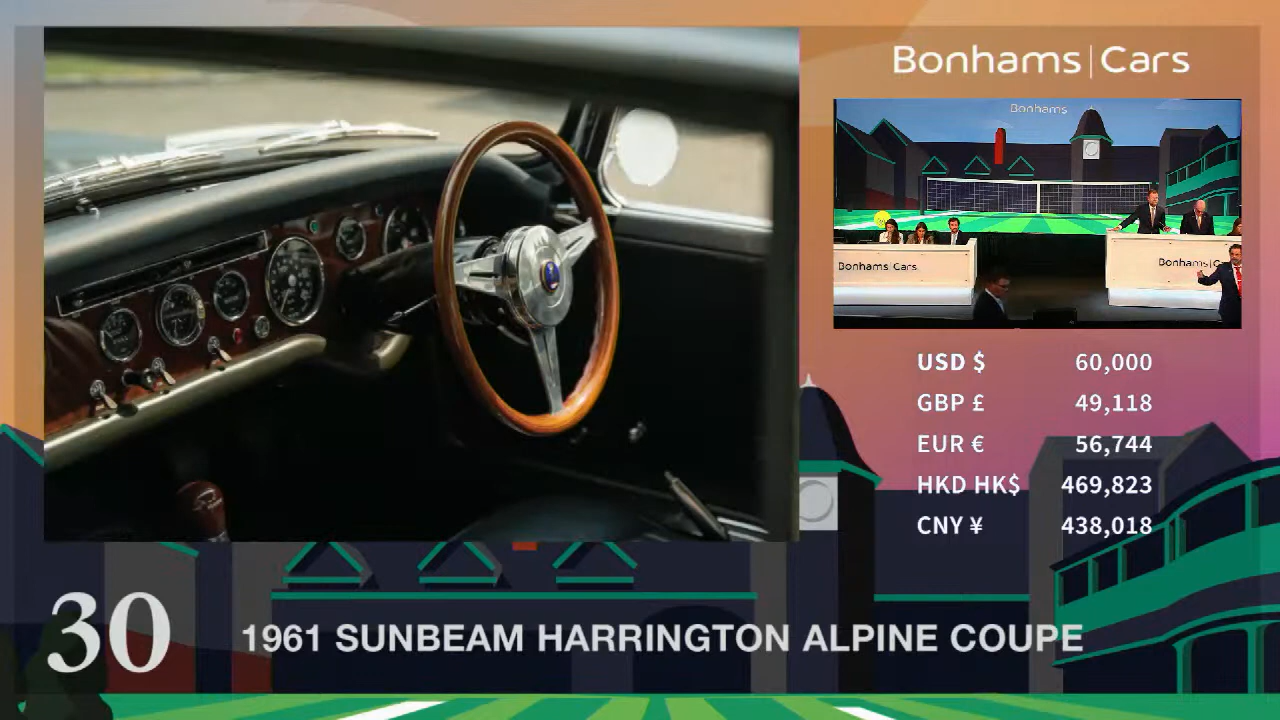 Bonhams|Cars
Bonhams
Bonhams|Cars
Bonhams|C
USD $ 60,000
GBP £ 49,118
EUR € 56,744
HKD HK$ 469,823
CNY ¥ 438,018
30
1961 SUNBEAM HARRINGTON ALPINE COUPE